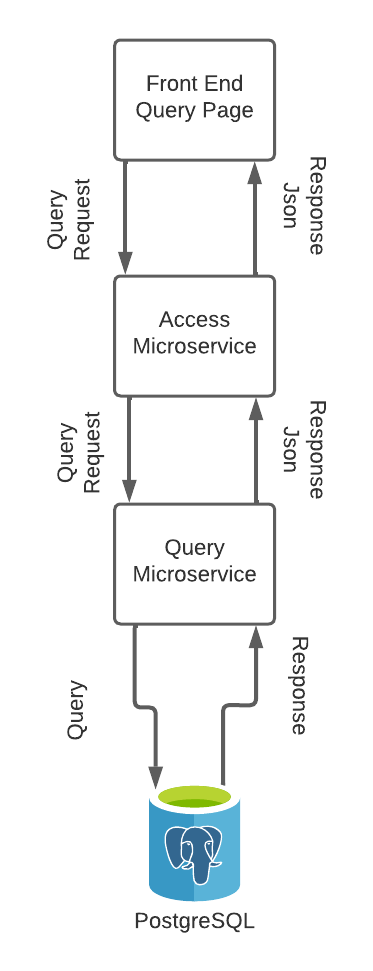 Front End
Query Page
Query
Request
Response
Json
Access
Microservice
Query
Request
Response
Json
Query
Microservice
Query
Response
PostgreSQL